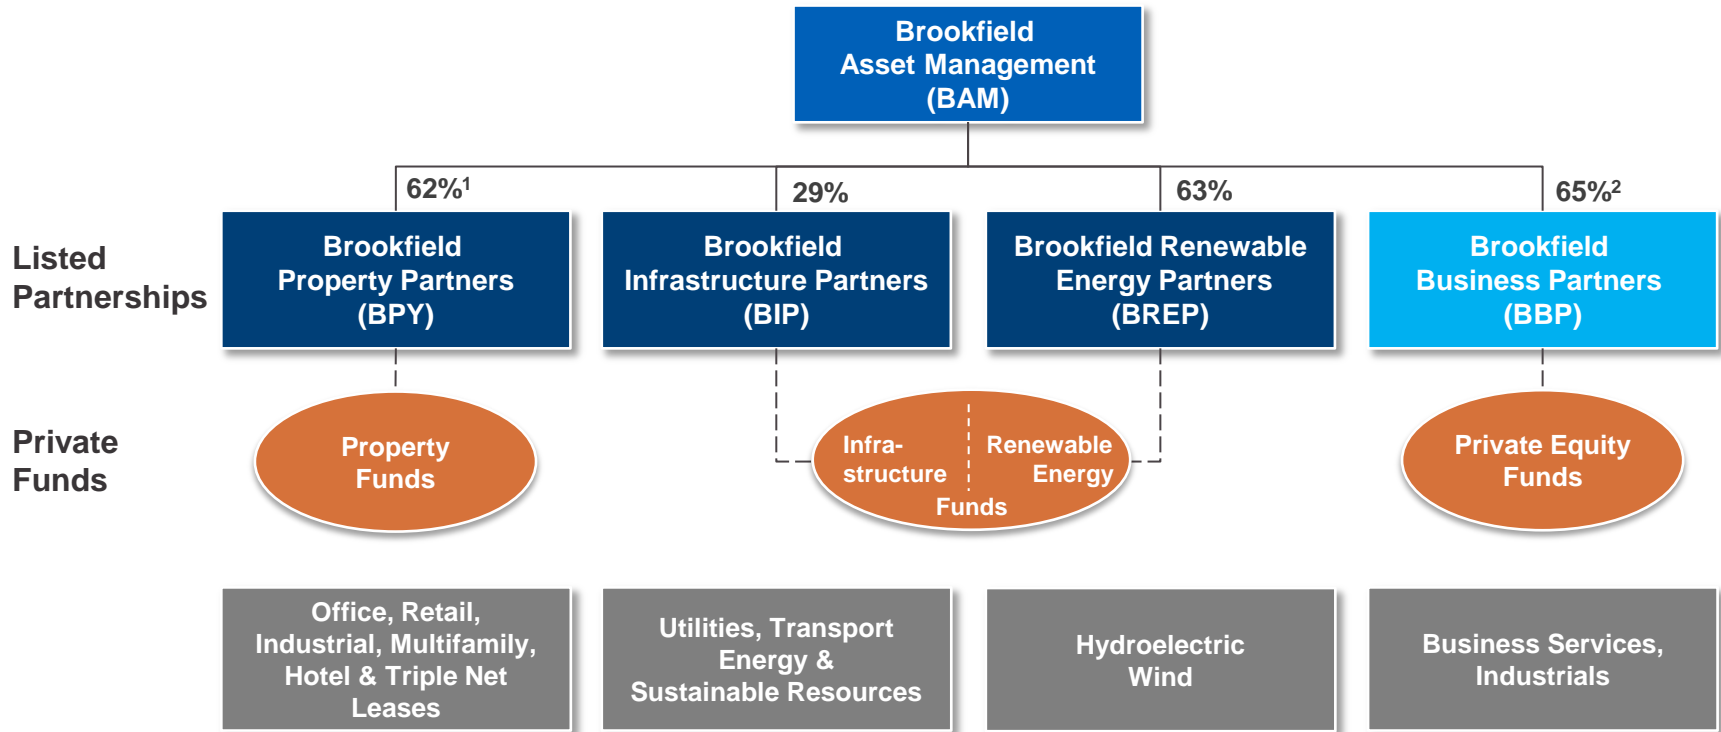 Brookfield
Asset Management
(BAM)
62%1
29%
63%
65%2
Listed
Partnerships
Brookfield
Property Partners
(BPY)
Brookfield
Infrastructure Partners
(BIP)
Brookfield Renewable
Energy Partners
(BREP)
Brookfield
Business Partners
(BBP)
Private
Funds
Property
Funds
Infra-
structure
Renewable
Energy
Funds
Private Equity
Funds
Office, Retail,
Industrial, Multifamily,
Hotel & Triple Net
Leases
Utilities, Transport
Energy &
Sustainable Resources
Hydroelectric
Wind
Business Services,
Industrials